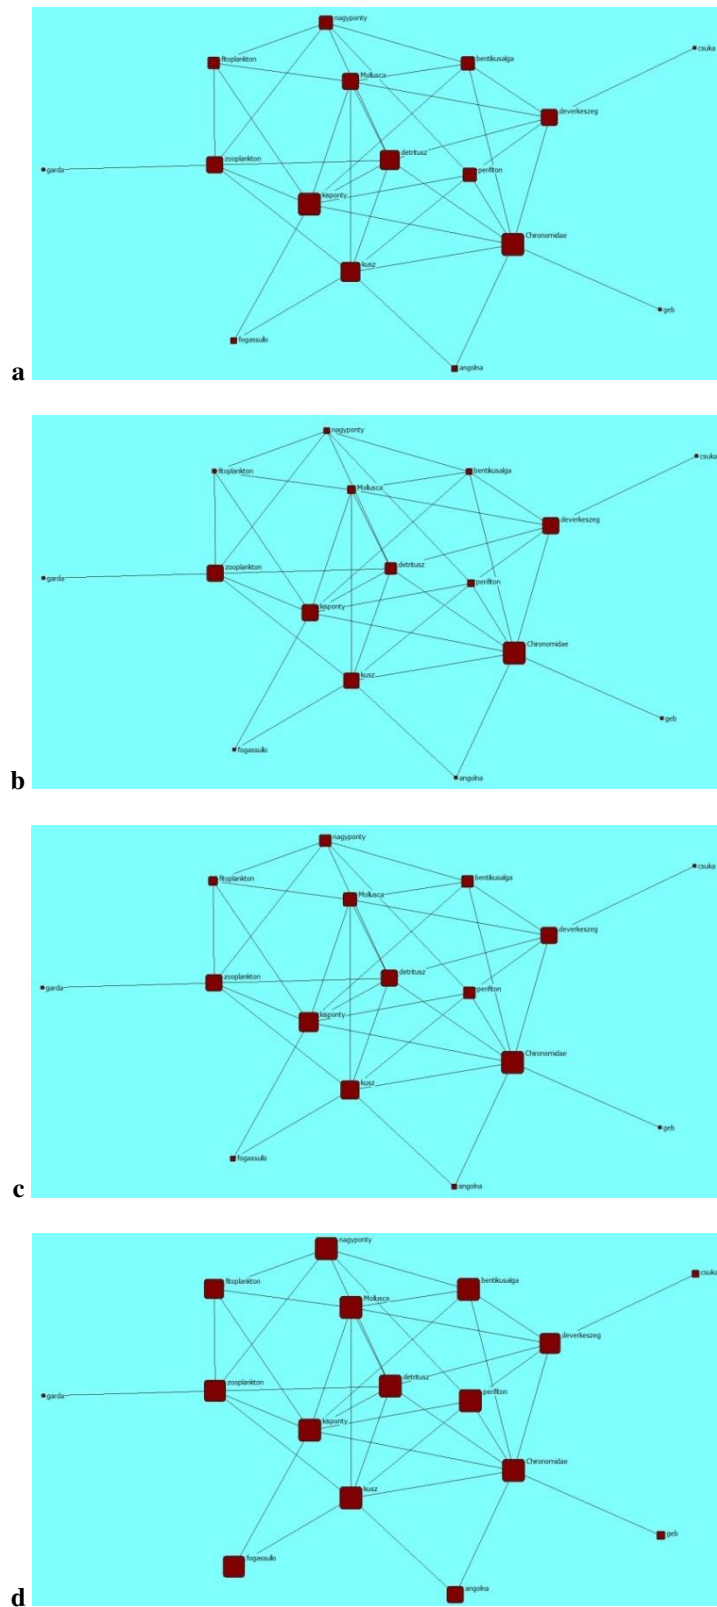 nagyponty
csuka
fitoplankton
bentikusalga
Mollusca
deverkeszeg
detritusz
zooplankton
garda
perifiton
kisponty
Chironomidae
kusz
geb
fogassullo
angolna
a
nagyponty
csuka
fitoplankton
bentikusalga
Mollusca
deverkeszeg
detritusz
zooplankton
garda
perifiton
kisponty
Chironomidae
kusz
geb
fogassullo
angolna
b
nagyponty
csuka
fitoplankton
bentikusalga
Mollusca
deverkeszeg
detritusz
zooplankton
garda
perifiton
kisponty
Chironomidae
kusz
geb
fogassullo
angolna
c
nagyponty
csuka
fitoplankton
bentikusalga
Mollusca
deverkeszeg
detritusz
zooplankton
garda
perifiton
kisponty
Chironomidae
kusz
geb
fogassullo
angolna
d